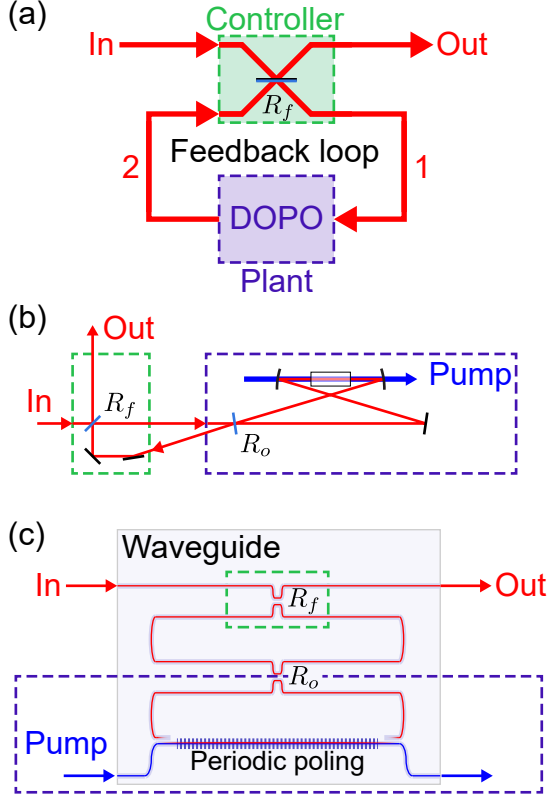 (a)
Controller
In
Out
R_f
2
Feedback loop
1
DOPO
Plant
(b)
Out
In
R_f
Pump
R_o
(c)
Waveguide
In
Out
R_f
R_o
Pump
Periodic poling